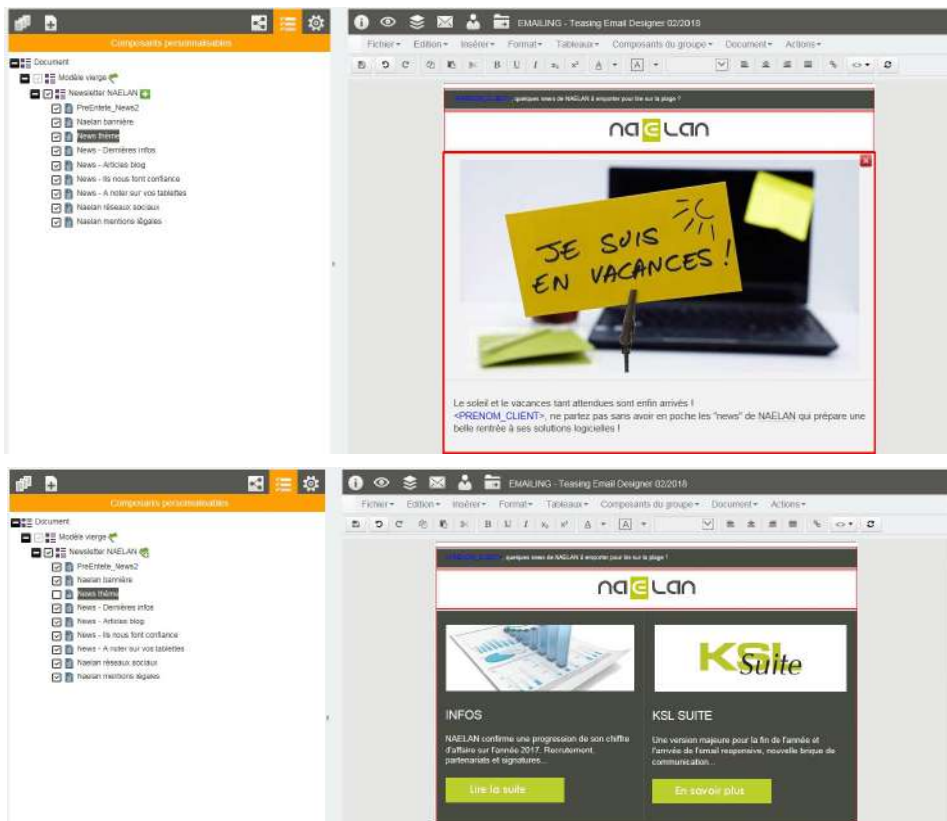 EMAILING - Teasing Email Designer 02/2018
Composants personnalisables
Fichier Edition Insérer Format Tableaux Composants du groupe Document Actions
B U I x₂ x² A A
Document
Modèle vierge
Newsletter NAELAN
PreEntete_News2
Naelan bannière
News thème
News - Dernières infos
News - Articles blog
News - Ils nous font confiance
News - A noter sur vos tablettes
Naelan réseaux sociaux
Naelan mentions légales
<PRENOM_CLIENT>, quelques news de NAELAN à emporter pour lire sur la plage ?
naelan
JE SUIS
EN VACANCES !
Le soleil et le vacances tant attendues sont enfin arrivés !
<PRENOM_CLIENT>, ne partez pas sans avoir en poche les "news" de NAELAN qui prépare une
belle rentrée à ses solutions logicielles !
EMAILING - Teasing Email Designer 02/2018
Composants personnalisables
Fichier Edition Insérer Format Tableaux Composants du groupe Document Actions
B U I x₂ x² A A
Document
Modèle vierge
Newsletter NAELAN
PreEntete_News2
Naelan bannière
News thème
News - Dernières infos
News - Articles blog
News - Ils nous font confiance
News - A noter sur vos tablettes
Naelan réseaux sociaux
Naelan mentions légales
<PRENOM_CLIENT>, quelques news de NAELAN à emporter pour lire sur la plage ?
naelan
KSL
Suite
INFOS
NAELAN confirme une progression de son chiffre
d'affaire sur l'année 2017. Recrutement,
partenariats et signatures...
Lire la suite
KSL SUITE
Une version majeure pour la fin de l'année et
l'arrivée de l'email responsive, nouvelle brique de
communication...
En savoir plus